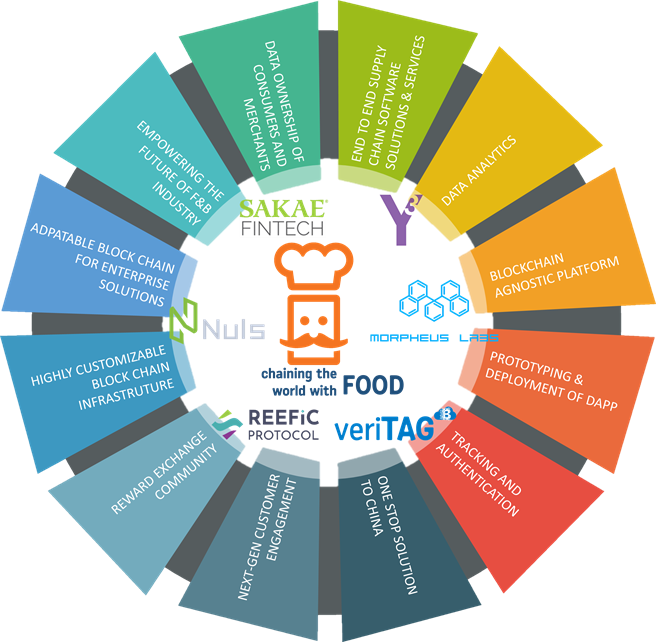 DATA OWNERSHIP OF
CONSUMERS AND
MERCHANTS
END TO END SUPPLY
CHAIN SOFTWARE
SOLUTIONS & SERVICES
DATA ANALYTICS
BLOCKCHAIN
AGNOSTIC PLATFORM
PROTOTYPING &
DEPLOYMENT OF DAPP
TRACKING AND
AUTHENTICATION
ONE STOP SOLUTION
TO CHINA
NEXT-GEN CUSTOMER
ENGAGEMENT
REWARD EXCHANGE
COMMUNITY
HIGHLY CUSTOMIZABLE
BLOCK CHAIN
INFRASTRUTURE
ADPATABLE BLOCK CHAIN
FOR ENTERPRISE
SOLUTIONS
EMPOWERING THE
FUTURE OF F&B
INDUSTRY
SAKAE®
FINTECH
Y3
Nuls
MORPHEUS LABS
chaining the
world with FOOD
REEFiC
PROTOCOL
veriTAG